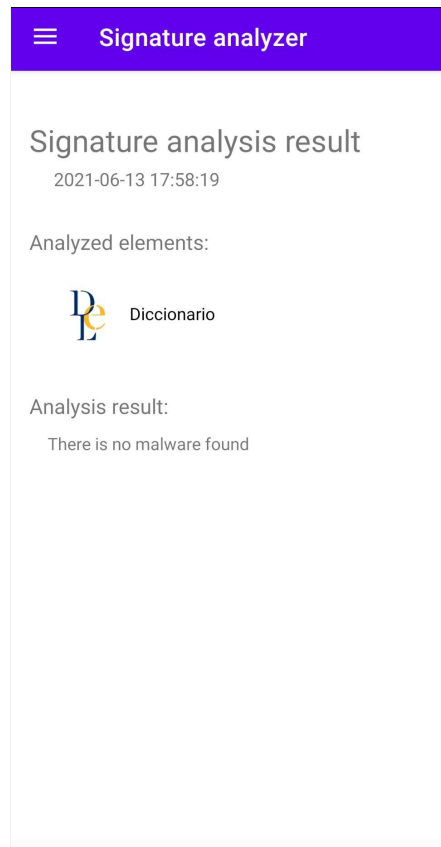 Signature analyzer
Signature analysis result
2021-06-13 17:58:19
Analyzed elements:
DLe
Diccionario
Analysis result:
There is no malware found